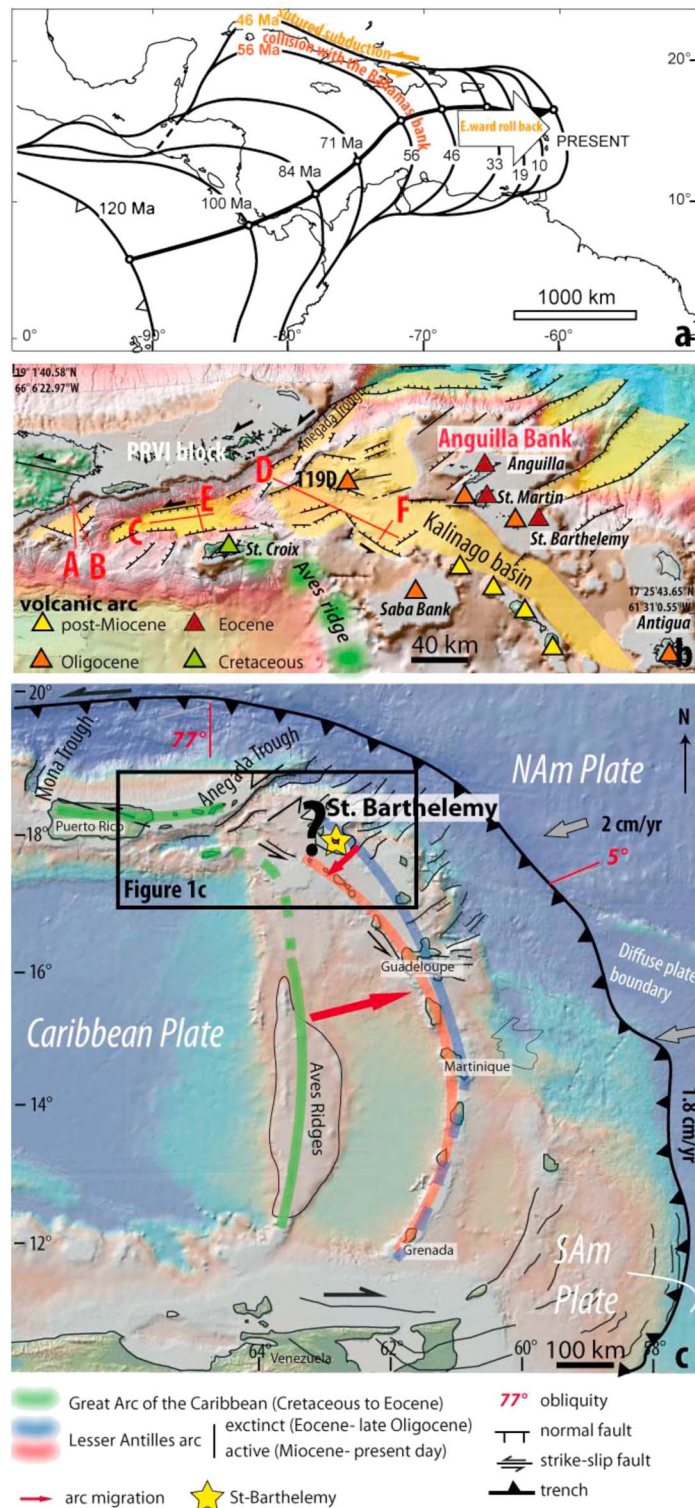 46 Ma
sutured subduction
56 Ma
collision with the Bahamas bank
20°
E.ward roll back
71 Ma
56
46
33
19
10
PRESENT
84 Ma
100 Ma
120 Ma
10°
1000 km
0°
-90
-80
-70
-60
a
19° 1'40.58"N
66° 6'22.97"W
Anegada Trough
PRVI block
Anguilla Bank
Anguilla
D
119D
St. Martin
E
C
F
A
B
St. Croix
St. Barthelemy
Kalinago basin
Aves ridge
Saba Bank
17°25'43.65"N
61°31'0.55"W
Antigua
volcanic arc
post-Miocene
Eocene
Oligocene
Cretaceous
40 km
b
20°
77°
N
Mona Trough
Anegada Trough
NAm Plate
Puerto Rico
18°
?
St. Barthelemy
2 cm/yr
5°
Figure 1c
16°
Guadeloupe
Diffuse plate
boundary
Caribbean Plate
Aves Ridges
Martinique
14°
1.8 cm/yr
12°
Grenada
SAm
Plate
64°
62°
60°
58°
Venezuela
100 km
c
Great Arc of the Caribbean (Cretaceous to Eocene)
Lesser Antilles arc
exctinct (Eocene- late Oligocene)
active (Miocene- present day)
arc migration
St-Barthelemy
77° obliquity
normal fault
strike-slip fault
trench